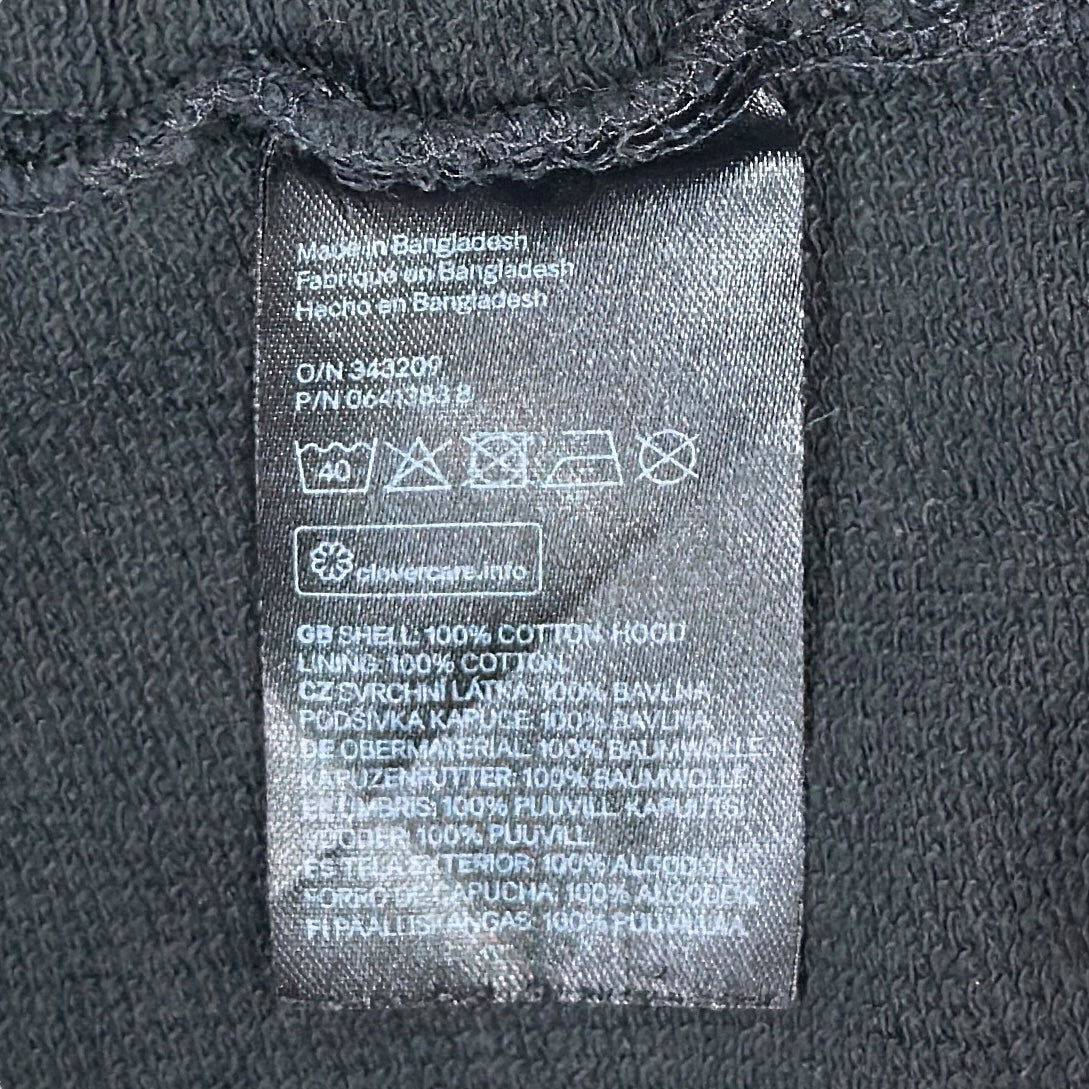 Made in Bangladesh
Fabriqué en Bangladesh
Hecho en Bangladesh
O/N 343209
P/N
40
clovercare.info
GB SHELL: 100% COTTON. HOOD
LINING: 100% COTTON
CZ SVRCHNÍ LÁTKA: 100% BAVLNA
PODŠÍVKA KAPUCE: 100% BAVLNA
DE OBERMATERIAL: 100% BAUMWOLLE
KAPUZENFUTTER: 100% BAUMWOLLE
EE ÜMBRIS: 100% PUUVILL KAPUUTSI
VOODER: 100% PUUVILL
ES TELA EXTERIOR: 100% ALGODÓN
FORRO DE CAPUCHA: 100% ALGODÓN
FI PÄÄLLISKANGAS: 100% PUUVILLAA